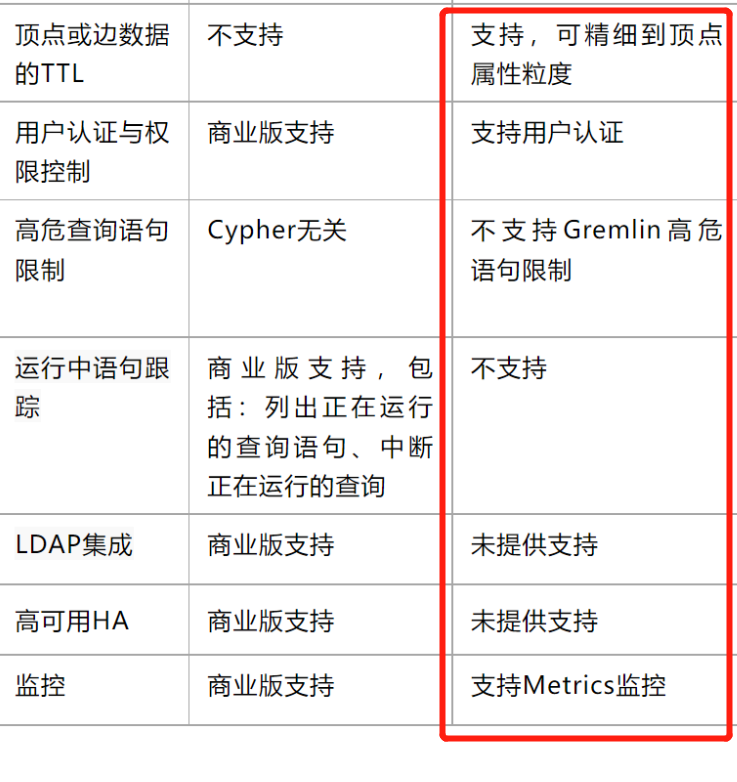 顶点或边数据
的TTL
不支持
支持，可精细到顶点
属性粒度
用户认证与权
限控制
商业版支持
支持用户认证
高危查询语句
限制
Cypher无关
不支持Gremlin高危
语句限制
运行中语句跟
踪
商业版支持，包
括：列出正在运行
的查询语句、中断
正在运行的查询
不支持
LDAP集成
商业版支持
未提供支持
高可用HA
商业版支持
未提供支持
监控
商业版支持
支持Metrics监控